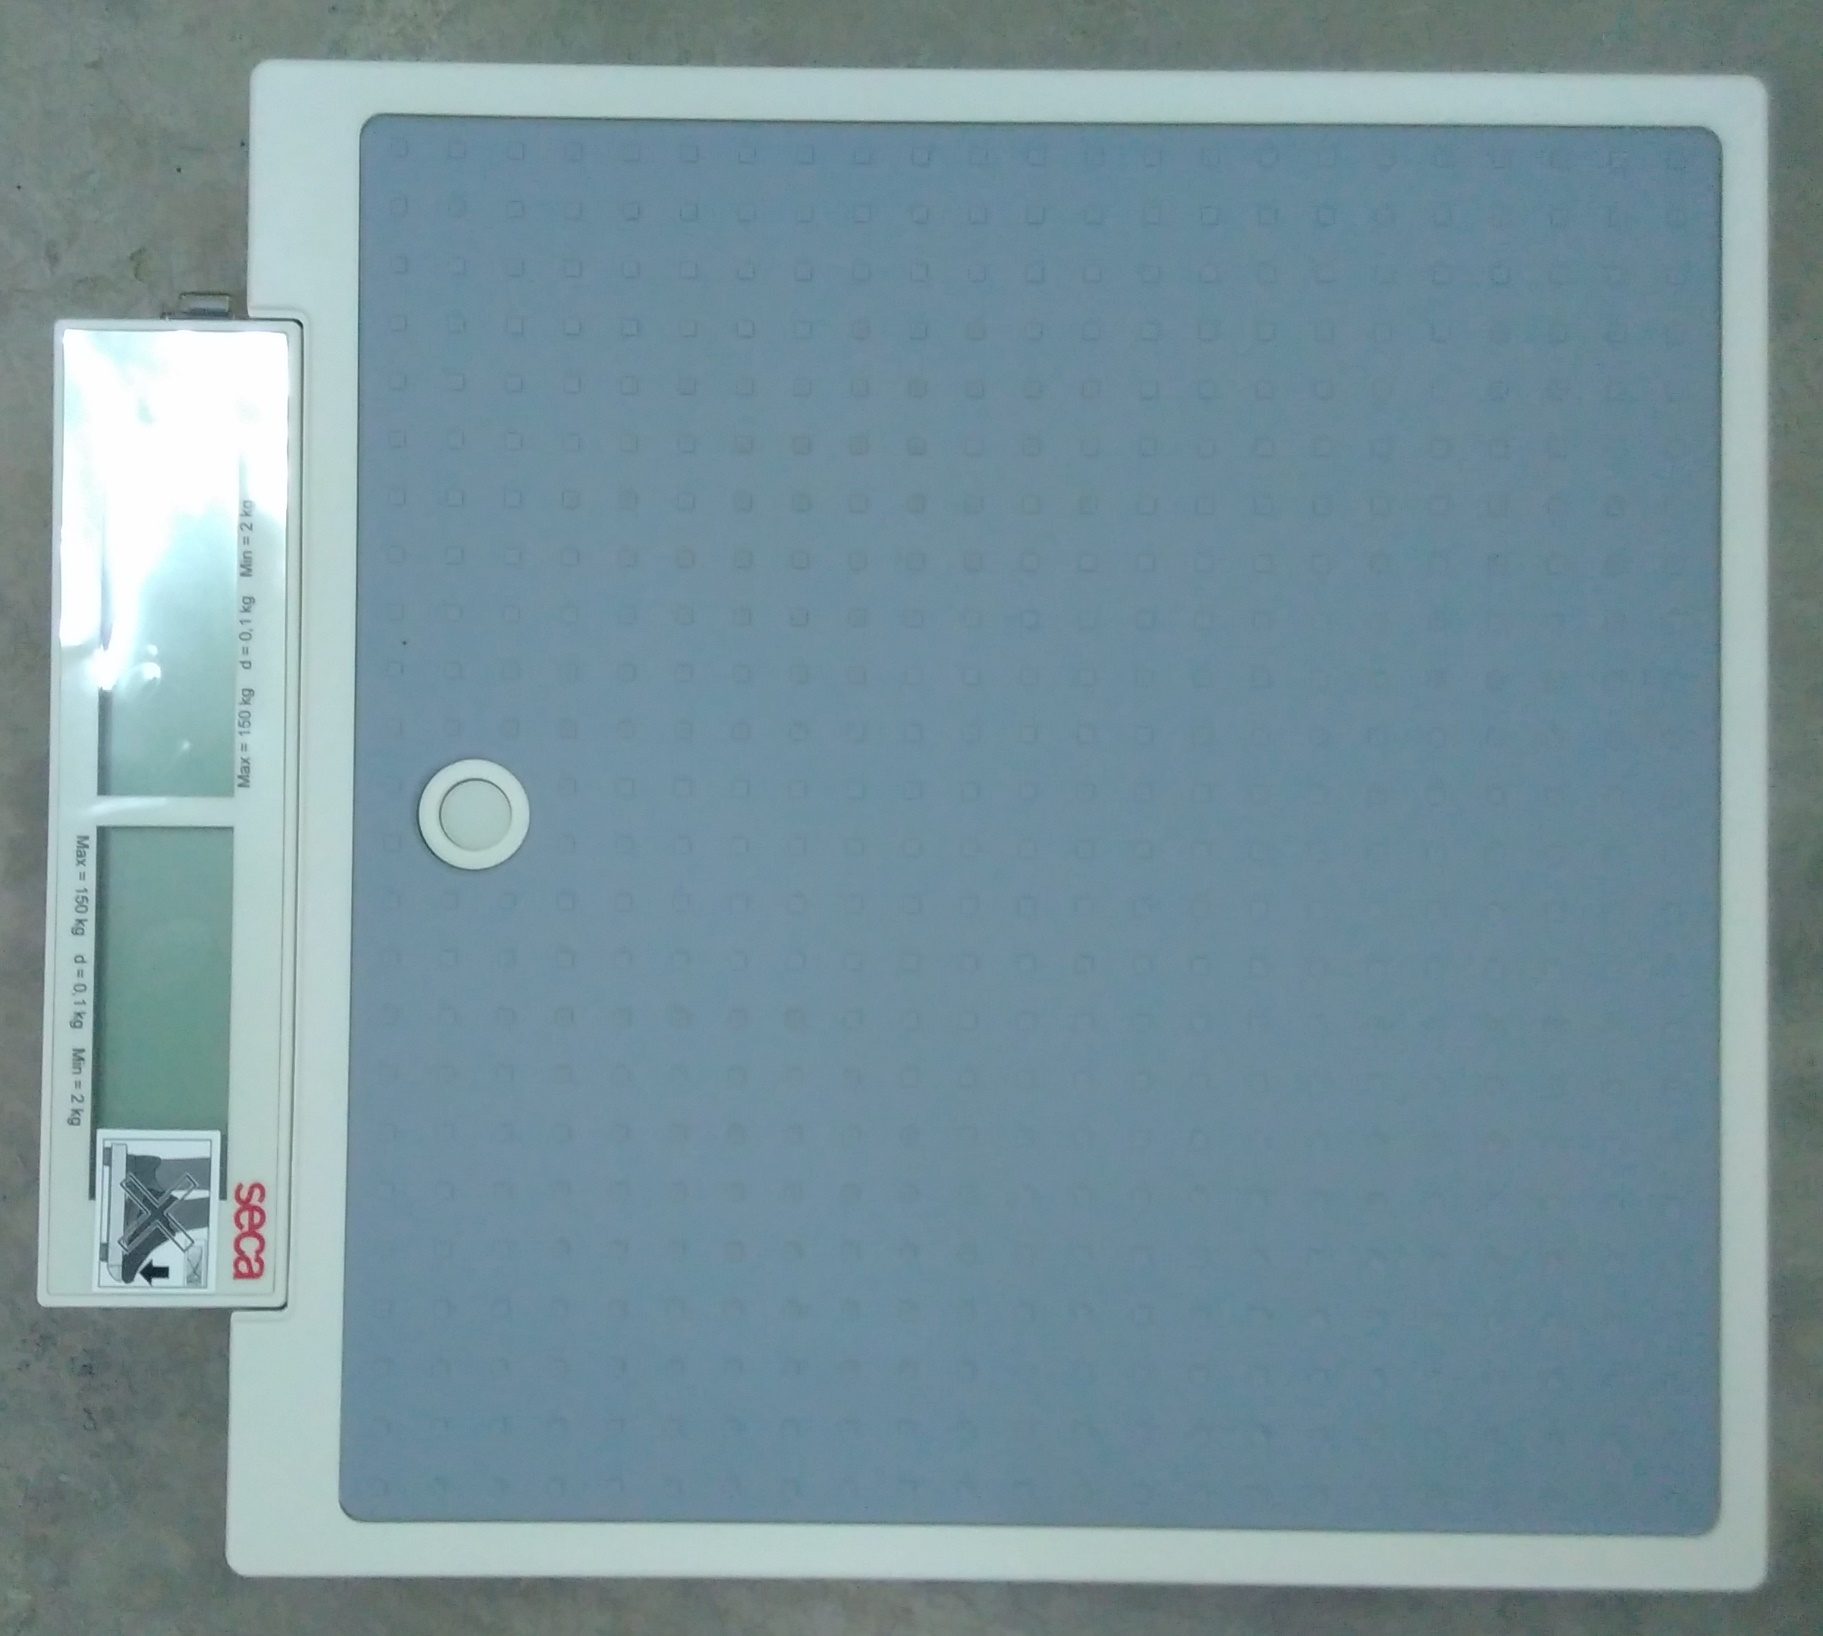 Max = 150 kg d = 0,1 kg Min = 2 kg
Max = 150 kg d = 0,1 kg Min = 2 kg
seca